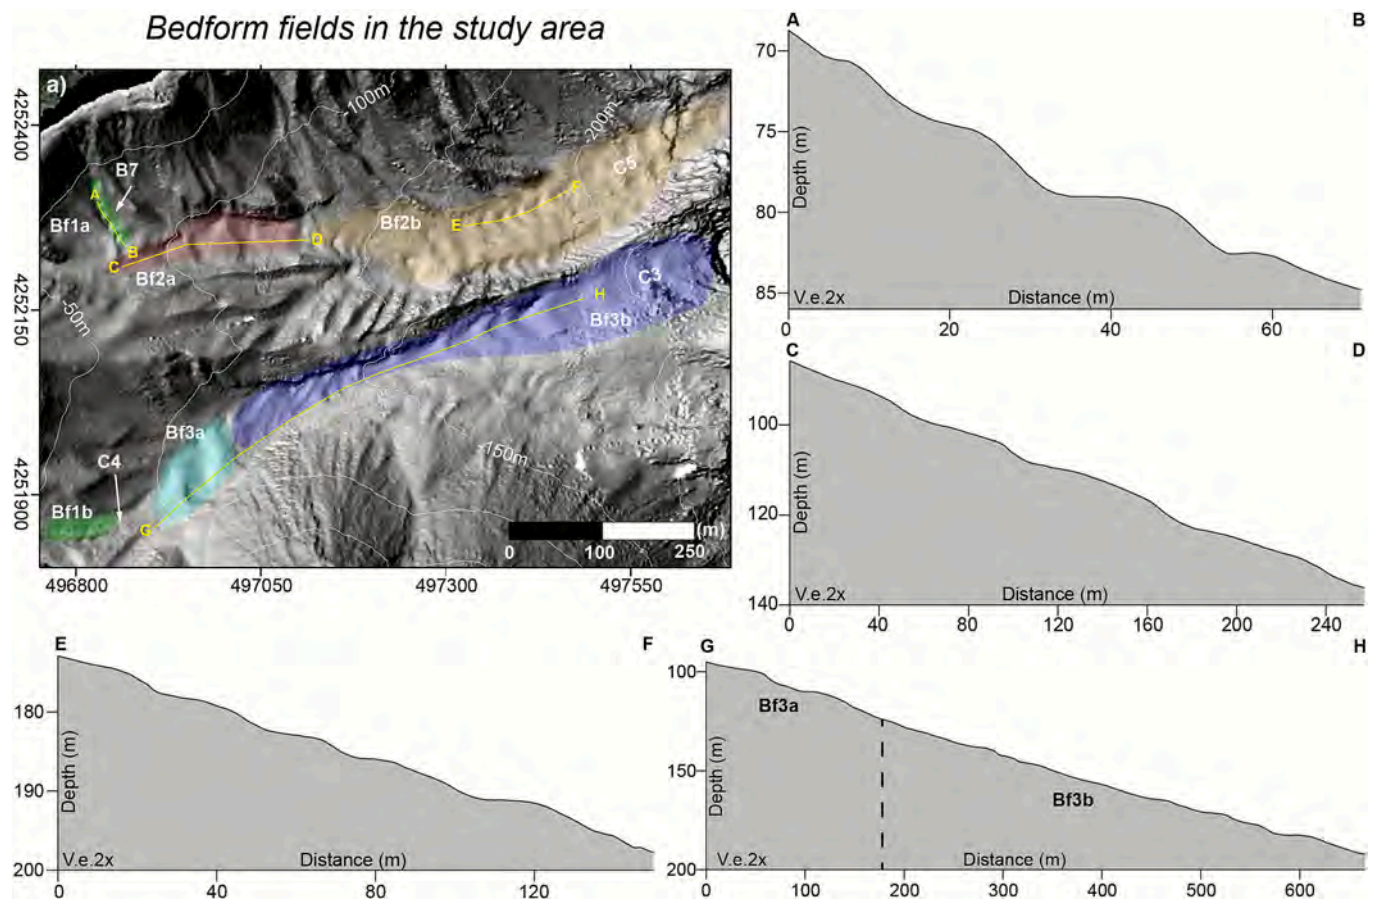 Bedform fields in the study area
a)
-100m
200m
C5
B7
A
Bf1a
B
C
Bf2a
D
Bf2b
E
F
C3
H
Bf3b
-50m
Bf3a
C4
-150m
Bf1b
G
(m)
0 100 250
4252400
4252150
4251900
496800 497050 497300 497550
A B
70
75
80
85
Depth (m)
V.e.2x Distance (m)
0 20 40 60
C D
100
120
140
Depth (m)
V.e.2x Distance (m)
0 40 80 120 160 200 240
E F
180
190
200
Depth (m)
V.e.2x Distance (m)
0 40 80 120
G H
100
150
200
Depth (m)
Bf3a
Bf3b
V.e.2x Distance (m)
0 100 200 300 400 500 600